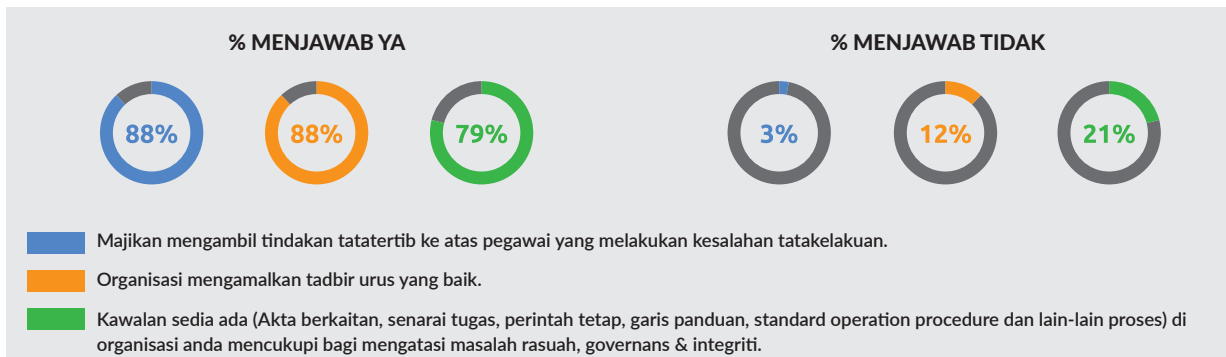 % MENJAWAB YA
% MENJAWAB TIDAK
88%
88%
79%
3%
12%
21%
Majikan mengambil tindakan tatatertib ke atas pegawai yang melakukan kesalahan tatakelakuan.
Organisasi mengamalkan tadbir urus yang baik.
Kawalan sedia ada (Akta berkaitan, senarai tugas, perintah tetap, garis panduan, standard operation procedure dan lain-lain proses) di
organisasi anda mencukupi bagi mengatasi masalah rasuah, governans & integriti.